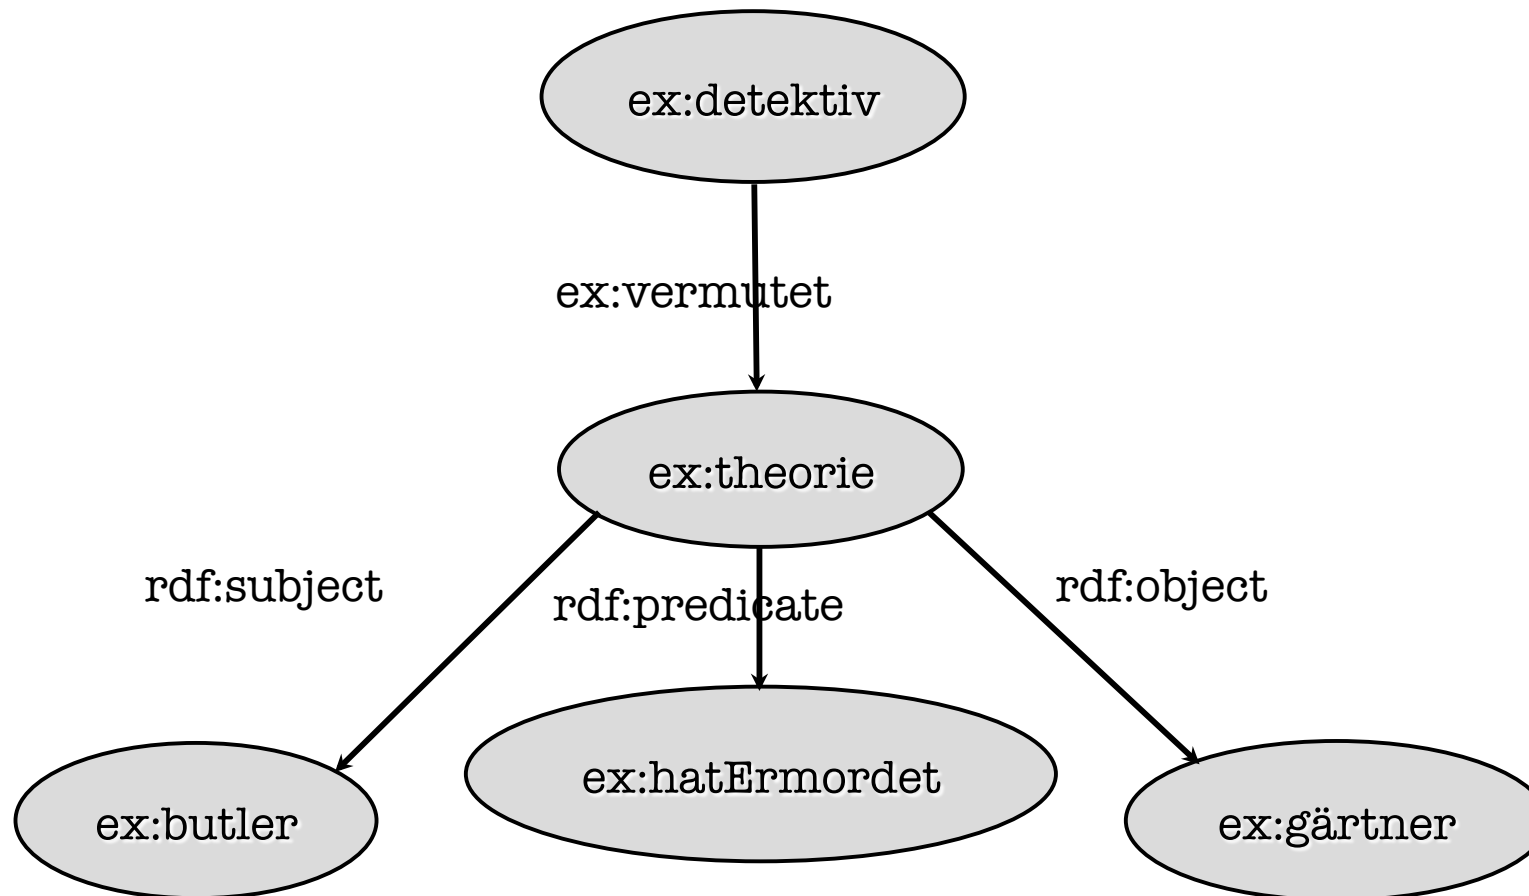 ex:detektiv
ex:vermutet
ex:theorie
rdf:subject
rdf:predicate
rdf:object
ex:butler
ex:hatErmordet
ex:gärtner